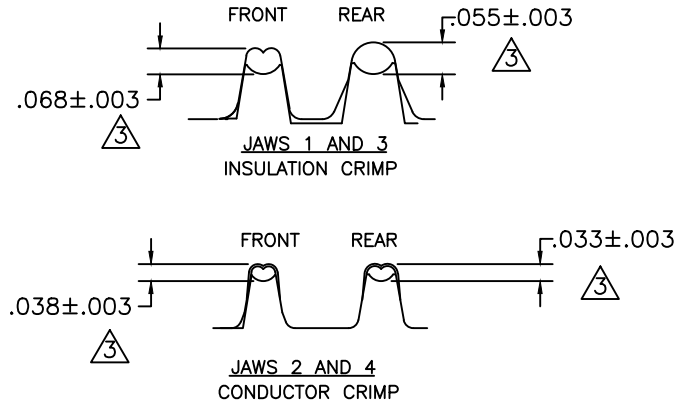 FRONT REAR
.055±.003
3
.068±.003
3
JAWS 1 AND 3
INSULATION CRIMP
FRONT REAR
.033±.003
3
.038±.003
3
JAWS 2 AND 4
CONDUCTOR CRIMP